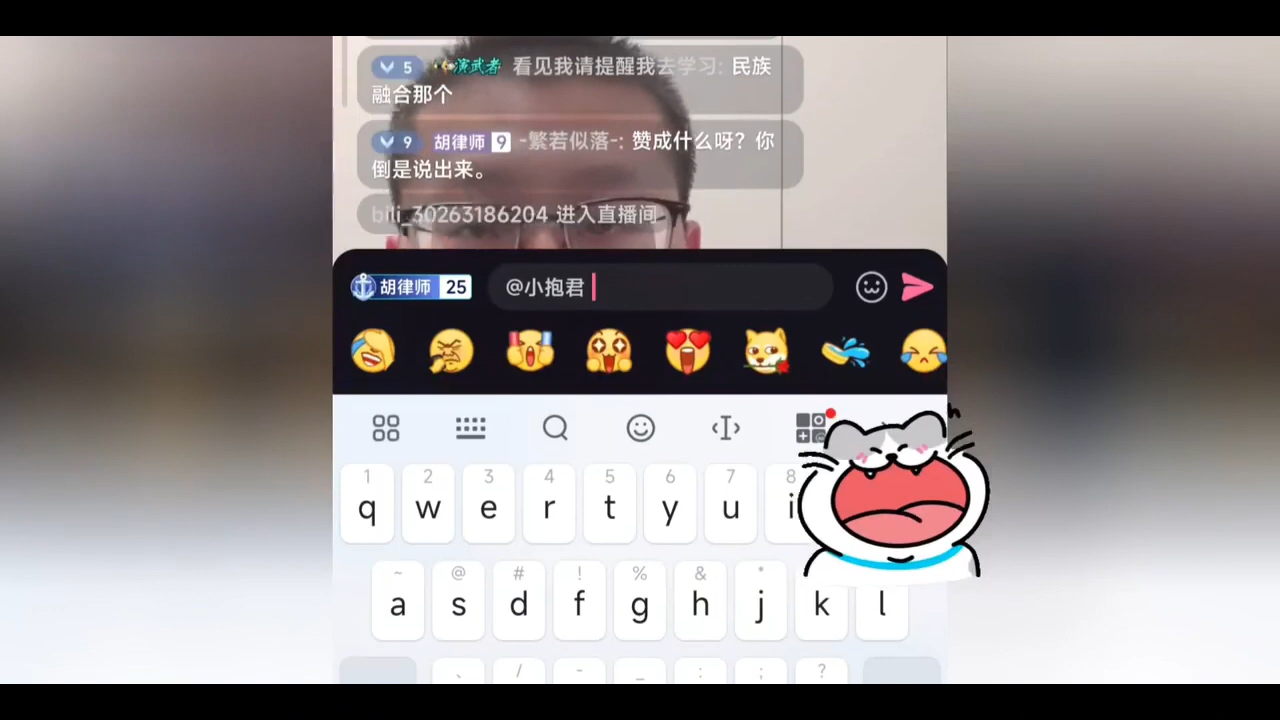 5 演武者 看见我请提醒我去学习: 民族
融合那个
9 胡律师 9 -繁若似落-: 赞成什么呀？你
倒是说出来。
bili_30263186204 进入直播间
胡律师 25 @小抱君
1 2 3 4 5 6 7 8
q w e r t y u i
~ @ # ! % & *
a s d f g h j k l
、 / - _ : ; ?